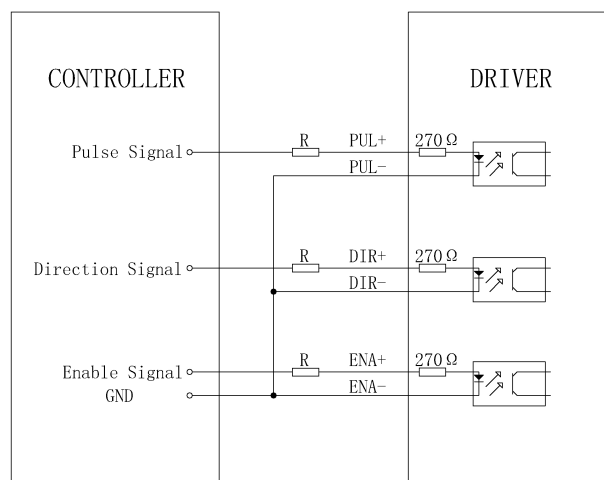 CONTROLLER
DRIVER
Pulse Signal
R
PUL+
270Ω
PUL-
Direction Signal
R
DIR+
270Ω
DIR-
Enable Signal
R
ENA+
270Ω
GND
ENA-